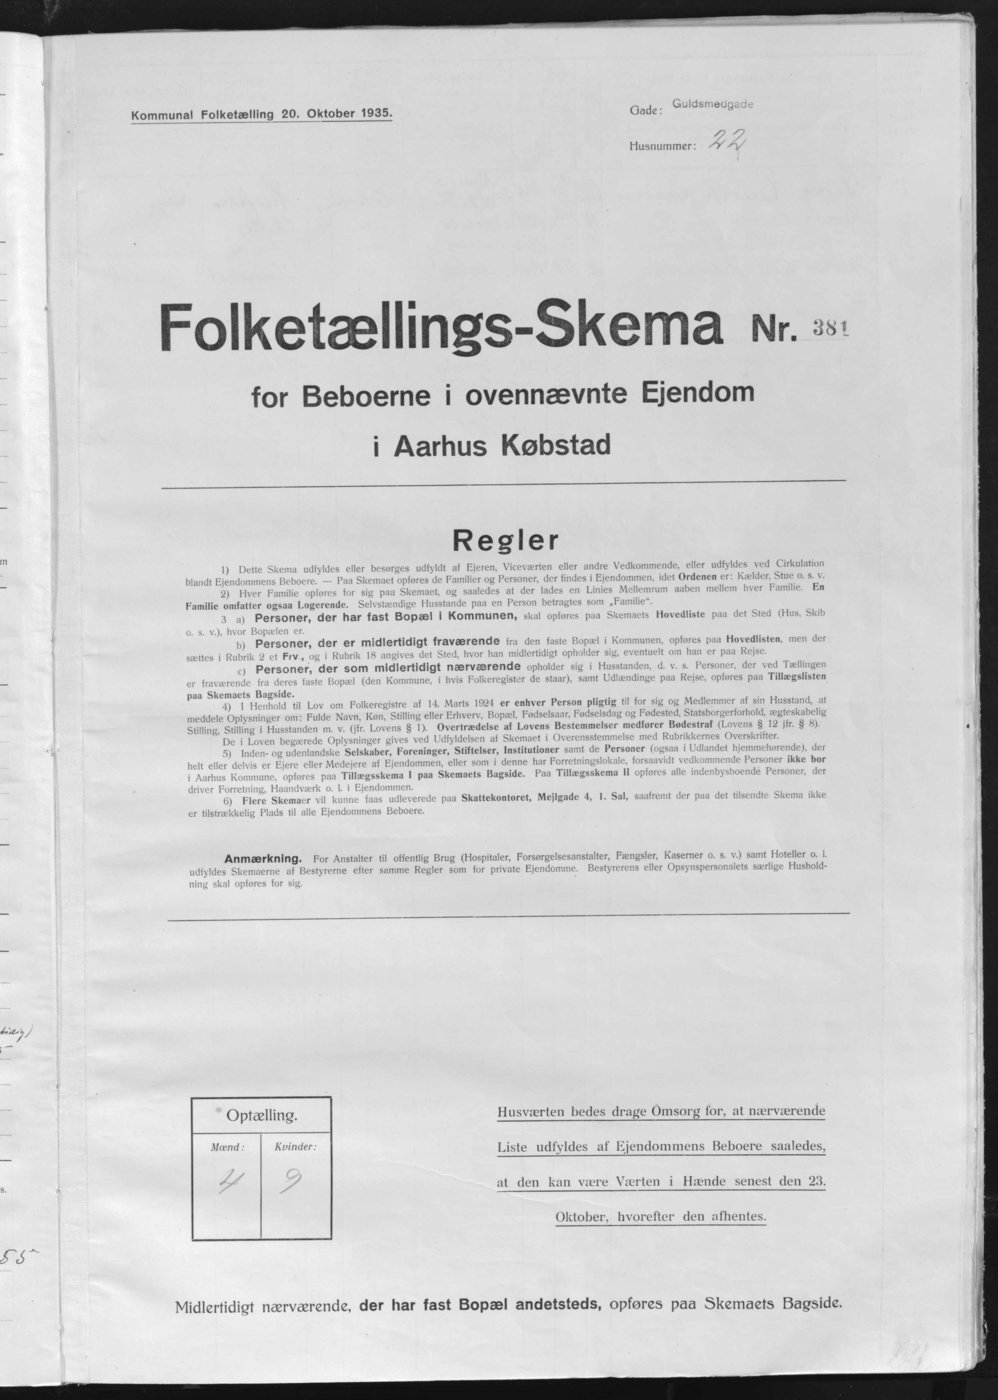 Kommunal Folketælling 20. Oktober 1935.
Gade: Guldsmedgade
Husnummer: 22
Folketællings-Skema Nr. 381
for Beboerne i ovennævnte Ejendom
i Aarhus Købstad
Regler
1) Dette Skema udfyldes eller besørges udfyldt af Ejeren, Viceværten eller andre Vedkommende, eller udfyldes ved Cirkulation
blandt Ejendommens Beboere. — Paa Skemaet opføres de Familier og Personer, der findes i Ejendommen, idet Ordenen er: Kælder, Stue o. s. v.
2) Hver Familie opføres for sig paa Skemaet, og saaledes at der lades en Linies Mellemrum aaben mellem hver Familie. En
Familie omfatter ogsaa Logerende. Selvstændige Husstande paa en Person betragtes som „Familie“.
3 a) Personer, der har fast Bopæl i Kommunen, skal opføres paa Skemaets Hovedliste paa det Sted (Hus, Skib
o. s. v.), hvor Bopælen er.
b) Personer, der er midlertidigt fraværende fra den faste Bopæl i Kommunen, opføres paa Hovedlisten, men der
sættes i Rubrik 2 et Frv., og i Rubrik 18 angives det Sted, hvor han midlertidigt opholder sig, eventuelt om han er paa Rejse.
c) Personer, der som midlertidigt nærværende opholder sig i Husstanden, d. v. s. Personer, der ved Tællingen
er fraværende fra deres faste Bopæl (den Kommune, i hvis Folkeregister de staar), samt Udlændinge paa Rejse, opføres paa Tillægslisten
paa Skemaets Bagside.
4) I Henhold til Lov om Folkeregistre af 14. Marts 1924 er enhver Person pligtig til for sig og Medlemmer af sin Husstand, at
meddele Oplysninger om: Fulde Navn, Køn, Stilling eller Erhverv, Bopæl, Fødselsaar, Fødselsdag og Fødested, Statsborgerforhold, ægteskabelig
Stilling, Stilling i Husstanden m. v. (jfr. Lovens § 1). Overtrædelse af Lovens Bestemmelser medfører Bødestraf (Lovens § 12 jfr. § 8).
De i Loven begærede Oplysninger gives ved Udfyldelsen af Skemaet i Overensstemmelse med Rubrikkernes Overskrifter.
5) Inden- og udenlandske Selskaber, Foreninger, Stiftelser, Institutioner samt de Personer (ogsaa i Udlandet hjemmehørende), der
helt eller delvis er Ejere eller Medejere af Ejendommen, eller som i denne har Forretningslokale, forsaavidt vedkommende Personer ikke bor
i Aarhus Kommune, opføres paa Tillægsskema I paa Skemaets Bagside. Paa Tillægsskema II opføres alle indenbysboende Personer, der
driver Forretning, Haandværk o. l. i Ejendommen.
6) Flere Skemaer vil kunne faas udleverede paa Skattekontoret, Mejlgade 4, 1. Sal, saafremt der paa det tilsendte Skema ikke
er tilstrækkelig Plads til alle Ejendommens Beboere.
Anmærkning. For Anstalter til offentlig Brug (Hospitaler, Forsørgelsesanstalter, Fængsler, Kaserner o. s. v.) samt Hoteller o. l.
udfyldes Skemaerne af Bestyrerne efter samme Regler som for private Ejendomme. Bestyrerens eller Opsynspersonalets særlige Hushold-
ning skal opføres for sig.
Optælling.
Mænd: Kvinder:
4 9
Husværten bedes drage Omsorg for, at nærværende
Liste udfyldes af Ejendommens Beboere saaledes,
at den kan være Værten i Hænde senest den 23.
Oktober, hvorefter den afhentes.
Midlertidigt nærværende, der har fast Bopæl andetsteds, opføres paa Skemaets Bagside.